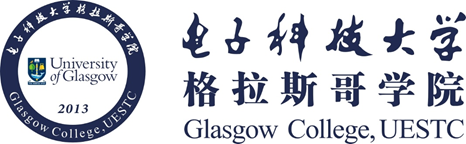 电子科技大学格拉斯哥学院
University
of Glasgow
2013
Glasgow College, UESTC
电子科技大学
格拉斯哥学院
Glasgow College, UESTC